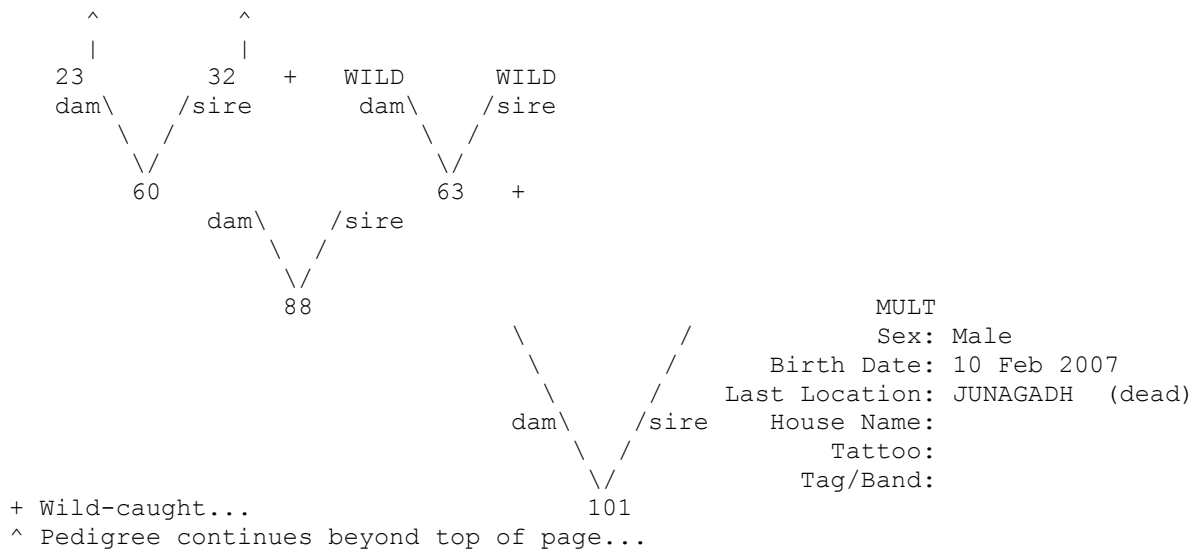 ^ ^
| |
23 32 + WILD WILD
dam\ /sire dam\ /sire
\ / \ /
\/ \/
60 63 +
dam\ /sire
\ /
\/
88 MULT
\ / Sex: Male
\ / Birth Date: 10 Feb 2007
\ / Last Location: JUNAGADH (dead)
dam\ /sire House Name:
\ / Tattoo:
\/ Tag/Band:
+ Wild-caught... 101
^ Pedigree continues beyond top of page...